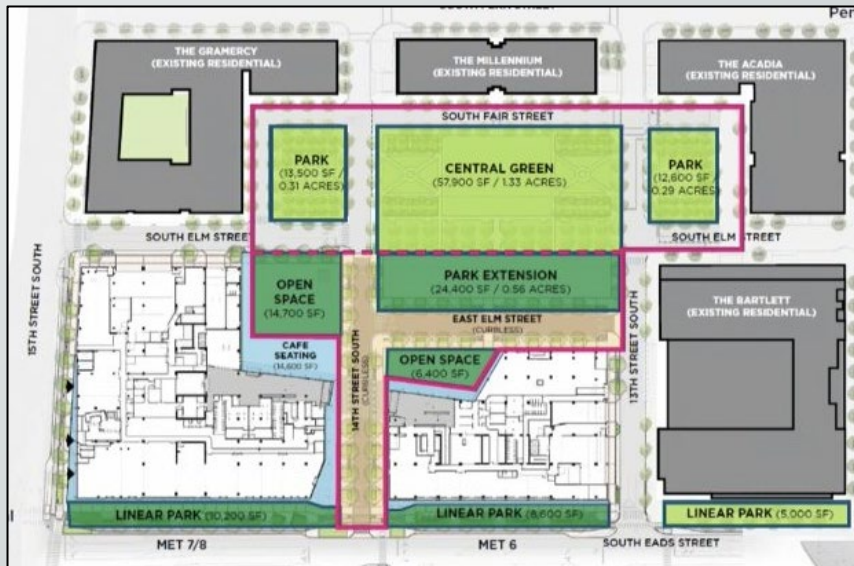 Per
THE GRAMERCY
(EXISTING RESIDENTIAL)
THE MILLENNIUM
(EXISTING RESIDENTIAL)
THE ACADIA
(EXISTING RESIDENTIAL)
SOUTH FAIR STREET
PARK
(13,500 SF /
0.31 ACRES)
CENTRAL GREEN
(57,900 SF / 1.33 ACRES)
PARK
(12,600 SF /
0.29 ACRES)
SOUTH ELM STREET
SOUTH ELM STREET
15TH STREET SOUTH
OPEN
SPACE
(14,700 SF)
PARK EXTENSION
(24,400 SF / 0.56 ACRES)
THE BARTLETT
(EXISTING RESIDENTIAL)
EAST ELM STREET
(CURBLESS)
CAFE
SEATING
(14,600 SF)
14TH STREET SOUTH
(CURBLESS)
OPEN SPACE
(6,400 SF)
13TH STREET SOUTH
LINEAR PARK (10,200 SF)
LINEAR PARK (8,600 SF)
LINEAR PARK (5,000 SF)
MET 7/8
MET 6
SOUTH EADS STREET